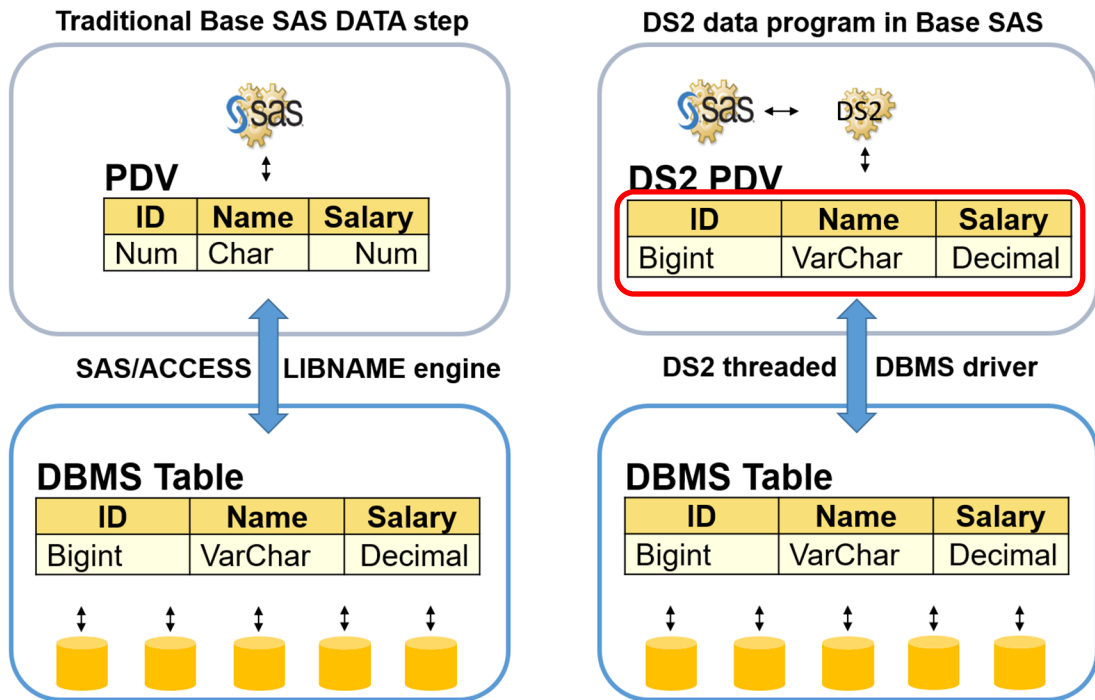 Traditional Base SAS DATA step
sas
PDV
ID Name Salary
Num Char Num
SAS/ACCESS LIBNAME engine
DBMS Table
ID Name Salary
Bigint VarChar Decimal
DS2 data program in Base SAS
sas DS2
DS2 PDV
ID Name Salary
Bigint VarChar Decimal
DS2 threaded DBMS driver
DBMS Table
ID Name Salary
Bigint VarChar Decimal